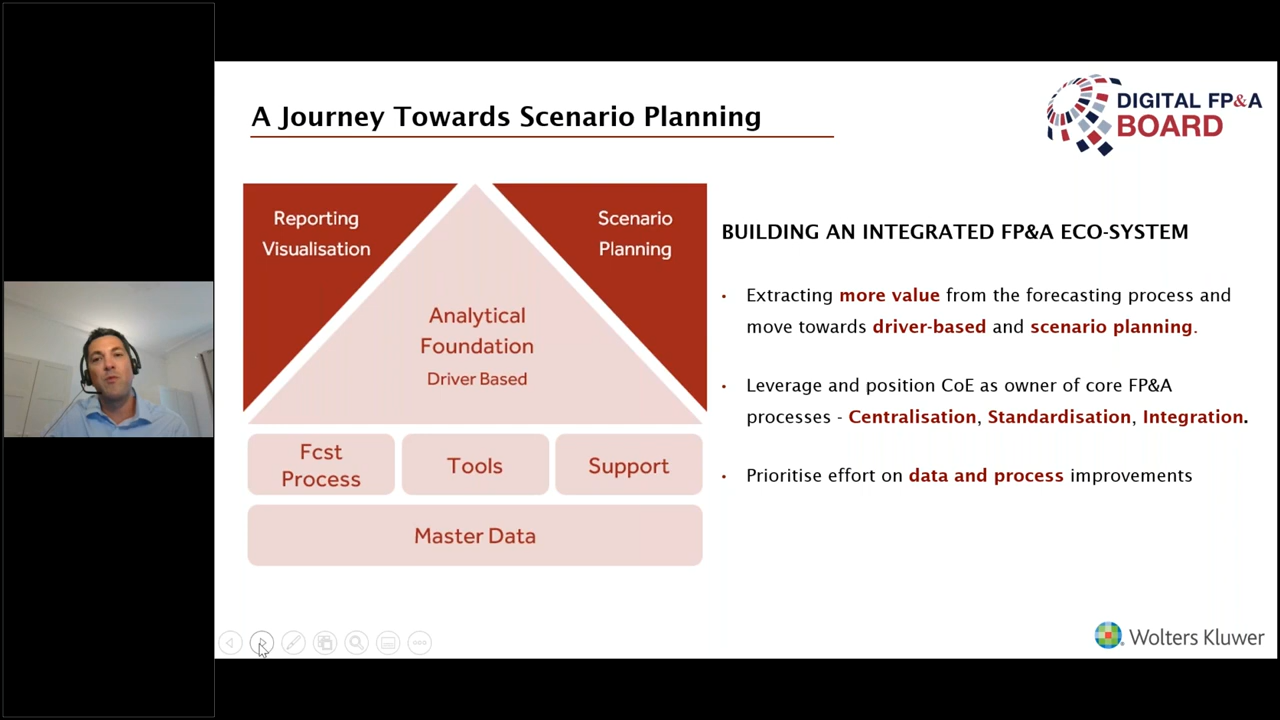 A Journey Towards Scenario Planning
DIGITAL FP&A
BOARD
Reporting
Visualisation
Scenario
Planning
Analytical
Foundation
Driver Based
Fcst
Process
Tools
Support
Master Data
BUILDING AN INTEGRATED FP&A ECO-SYSTEM
• Extracting more value from the forecasting process and
move towards driver-based and scenario planning.
• Leverage and position CoE as owner of core FP&A
processes - Centralisation, Standardisation, Integration.
• Prioritise effort on data and process improvements
Wolters Kluwer